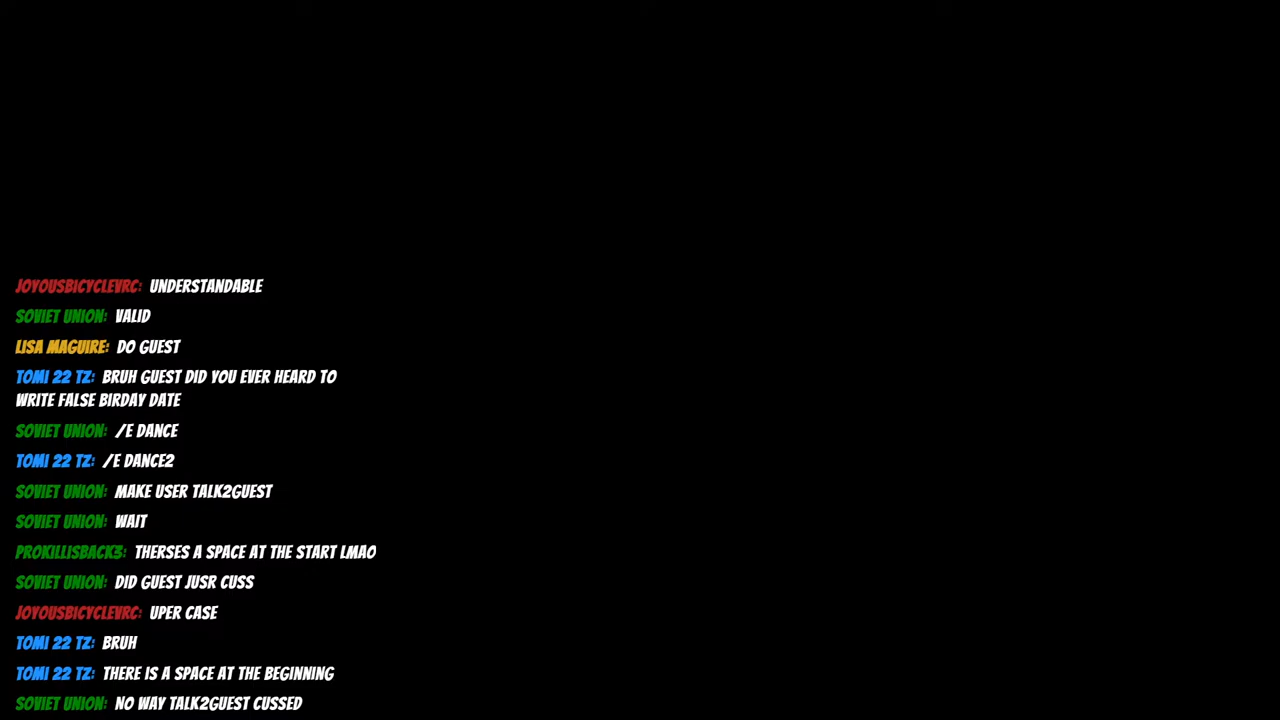 JOYOUSBICYCLEVRC: UNDERSTANDABLE
SOVIET UNION: VALID
LISA MAGUIRE: DO GUEST
TOMI 22 TZ: BRUH GUEST DID YOU EVER HEARD TO
WRITE FALSE BIRDAY DATE
SOVIET UNION: /E DANCE
TOMI 22 TZ: /E DANCE2
SOVIET UNION: MAKE USER TALK2GUEST
SOVIET UNION: WAIT
PROKILLISBACK3: THERSES A SPACE AT THE START LMAO
SOVIET UNION: DID GUEST JUSR CUSS
JOYOUSBICYCLEVRC: UPER CASE
TOMI 22 TZ: BRUH
TOMI 22 TZ: THERE IS A SPACE AT THE BEGINNING
SOVIET UNION: NO WAY TALK2GUEST CUSSED